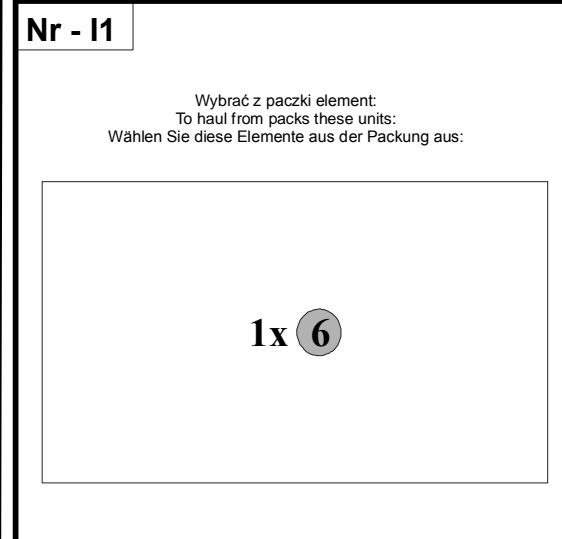 Nr - I1
Wybrać z paczki element:
To haul from packs these units:
Wählen Sie diese Elemente aus der Packung aus:
1x 6